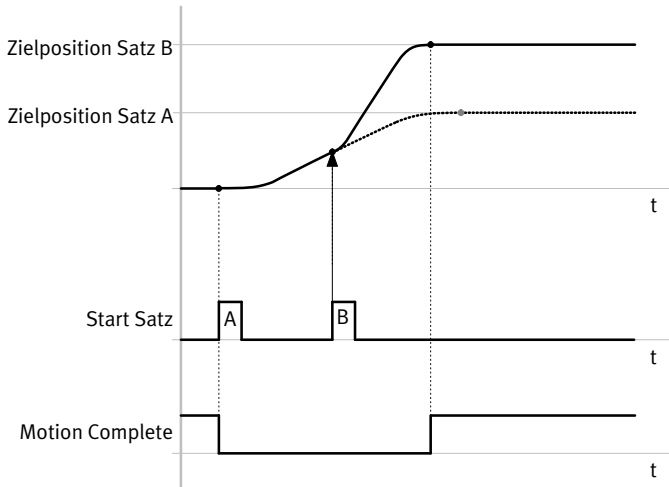 Zielposition Satz B
Zielposition Satz A
t
Start Satz
A
B
t
Motion Complete
t